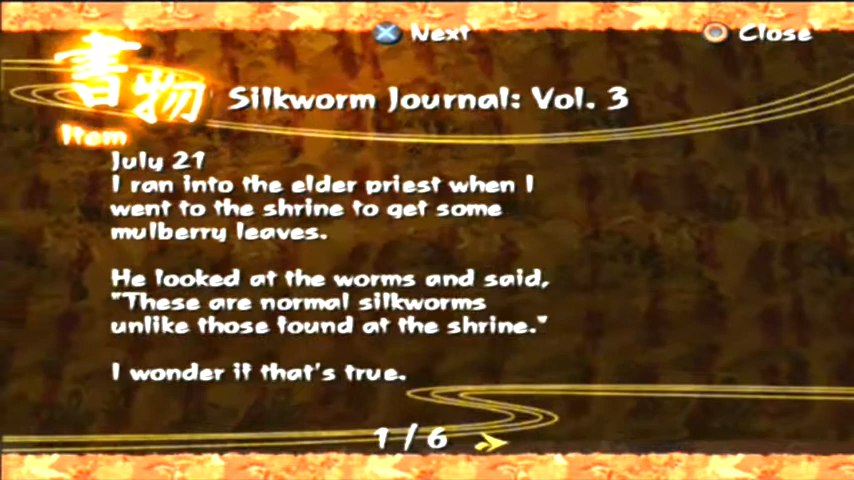 Next
Close
書物
Item
Silkworm Journal: Vol. 3
July 21
I ran into the elder priest when I
went to the shrine to get some
mulberry leaves.
He looked at the worms and said,
"These are normal silkworms
unlike those found at the shrine."
I wonder if that's true.
1 / 6